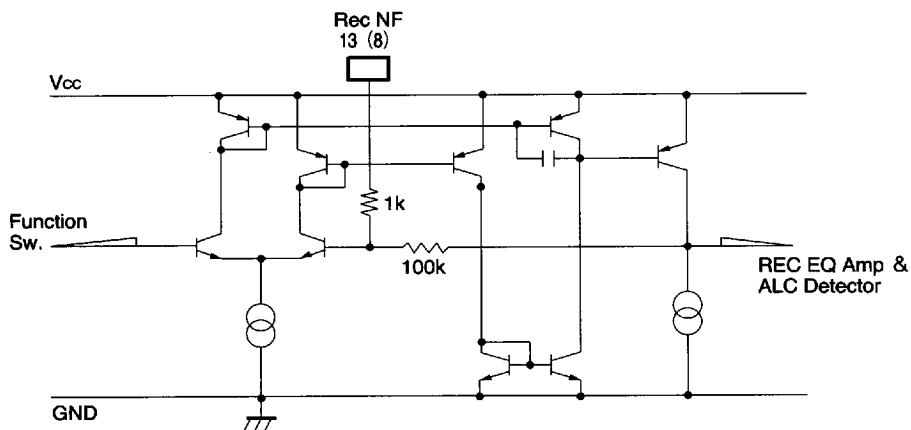 Rec NF
13 (8)
Vcc
1k
Function
Sw.
100k
REC EQ Amp &
ALC Detector
GND